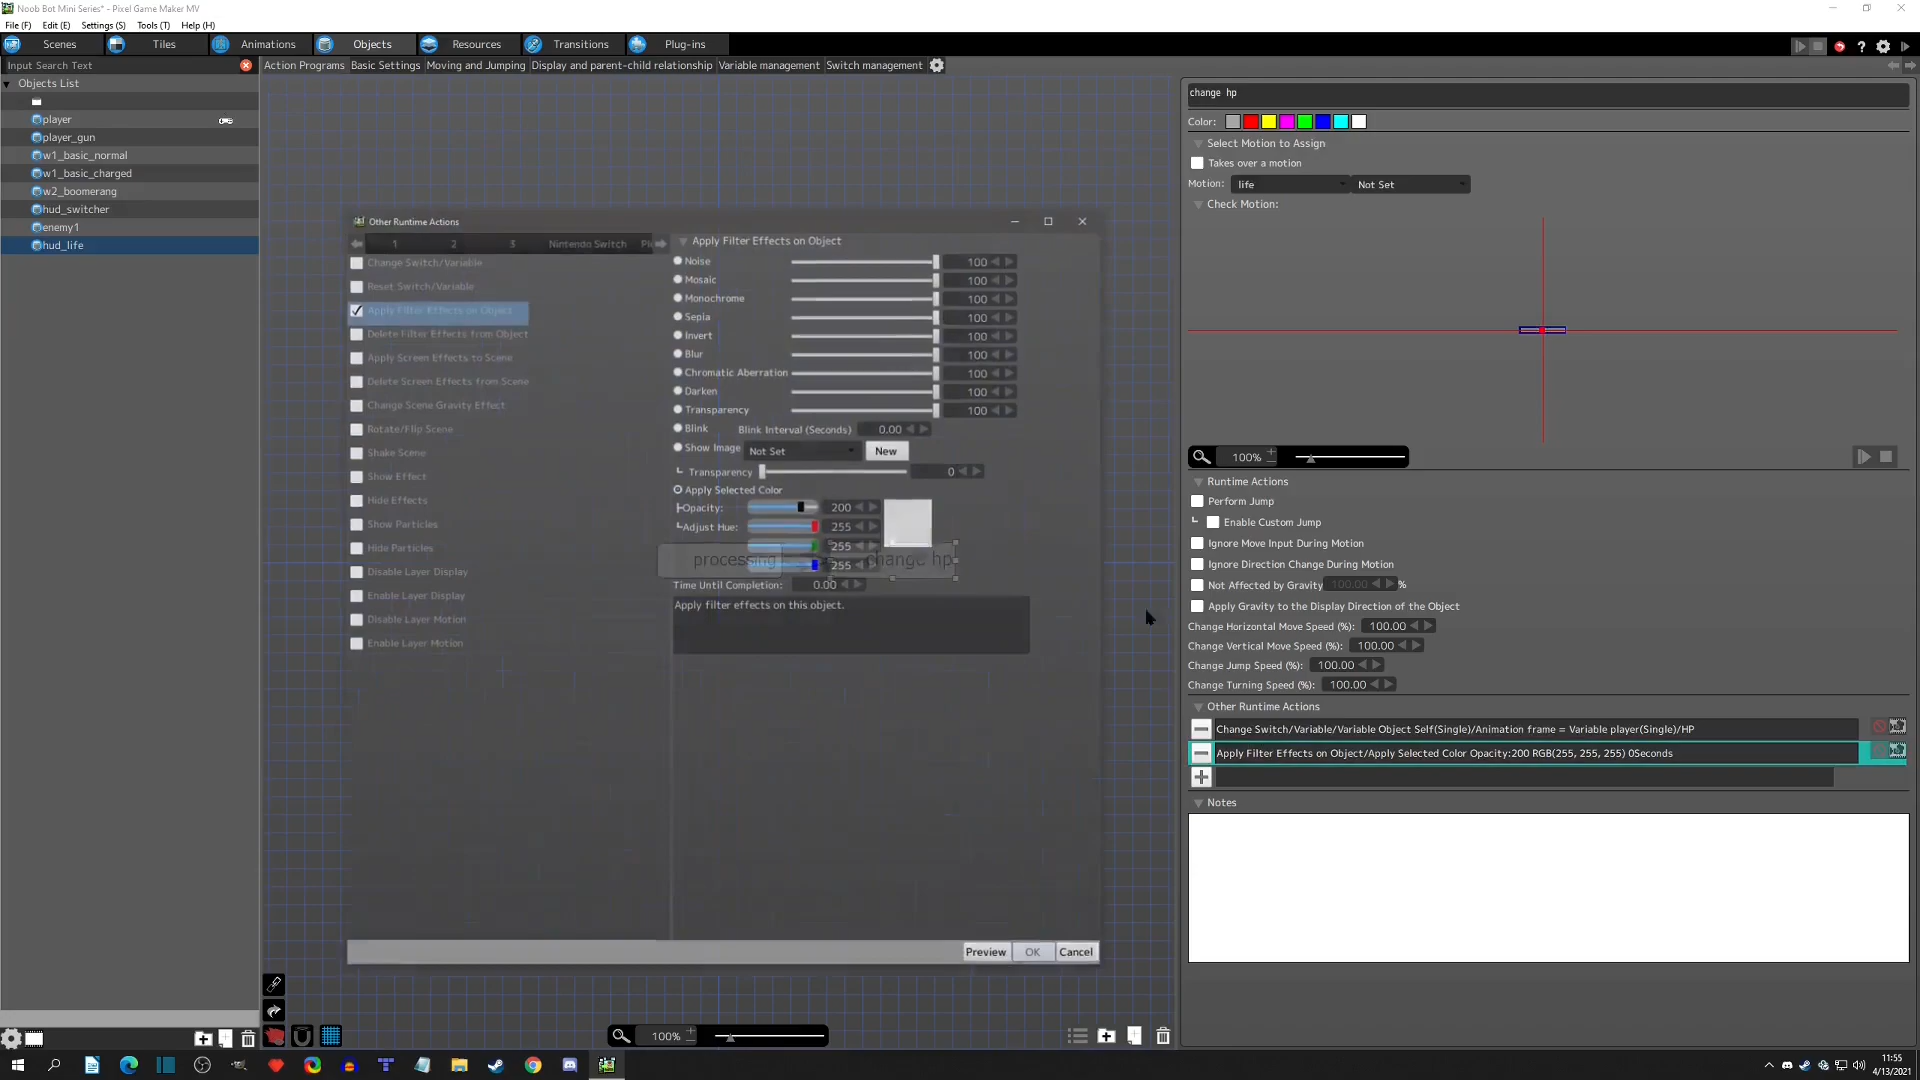 Noob Bot Mini Series* - Pixel Game Maker MV
File (F) Edit (E) Settings (S) Tools (T) Help (H)
Scenes Tiles Animations Objects Resources Transitions Plug-ins
Input Search Text
Action Programs Basic Settings Moving and Jumping Display and parent-child relationship Variable management Switch management
Objects List
player
player_gun
w1_basic_normal
w1_basic_charged
w2_boomerang
hud_switcher
enemy1
hud_life
Other Runtime Actions
1 2 3 Nintendo Switch
Change Switch/Variable
Reset Switch/Variable
Apply Filter Effects on Object
Delete Filter Effects from Object
Apply Screen Effects to Scene
Delete Screen Effects from Scene
Change Scene Gravity Effect
Rotate/Flip Scene
Shake Scene
Show Effect
Hide Effects
Show Particles
Hide Particles
Disable Layer Display
Enable Layer Display
Disable Layer Motion
Enable Layer Motion
Apply Filter Effects on Object
Noise 100
Mosaic 100
Monochrome 100
Sepia 100
Invert 100
Blur 100
Chromatic Aberration 100
Darken 100
Transparency 100
Blink Blink Interval (Seconds) 0.00
Show Image Not Set New
Transparency 0
Apply Selected Color
Opacity: 200
Adjust Hue: 255
255
processing change hp
255
Time Until Completion: 0.00
Apply filter effects on this object.
Preview OK Cancel
100%
change hp
Color:
Select Motion to Assign
Takes over a motion
Motion: life Not Set
Check Motion:
100%
Runtime Actions
Perform Jump
Enable Custom Jump
Ignore Move Input During Motion
Ignore Direction Change During Motion
Not Affected by Gravity 100.00 %
Apply Gravity to the Display Direction of the Object
Change Horizontal Move Speed (%): 100.00
Change Vertical Move Speed (%): 100.00
Change Jump Speed (%): 100.00
Change Turning Speed (%): 100.00
Other Runtime Actions
Change Switch/Variable/Variable Object Self(Single)/Animation frame = Variable player(Single)/HP
Apply Filter Effects on Object/Apply Selected Color Opacity:200 RGB(255, 255, 255) 0Seconds
Notes
11:55
4/13/2021